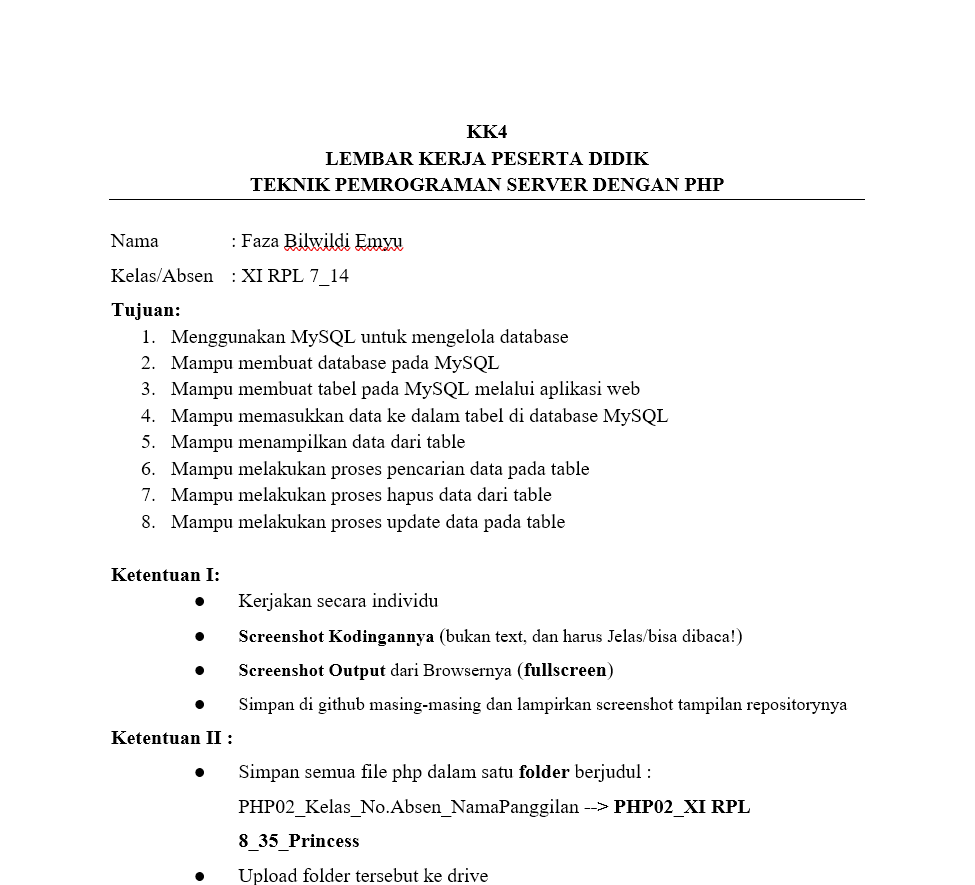 KK4
LEMBAR KERJA PESERTA DIDIK
TEKNIK PEMROGRAMAN SERVER DENGAN PHP
Nama : Faza Bilwildi Emyu
Kelas/Absen : XI RPL 7_14
Tujuan:
1. Menggunakan MySQL untuk mengelola database
2. Mampu membuat database pada MySQL
3. Mampu membuat tabel pada MySQL melalui aplikasi web
4. Mampu memasukkan data ke dalam tabel di database MySQL
5. Mampu menampilkan data dari table
6. Mampu melakukan proses pencarian data pada table
7. Mampu melakukan proses hapus data dari table
8. Mampu melakukan proses update data pada table
Ketentuan I:
● Kerjakan secara individu
● Screenshot Kodingannya (bukan text, dan harus Jelas/bisa dibaca!)
● Screenshot Output dari Browsernya (fullscreen)
● Simpan di github masing-masing dan lampirkan screenshot tampilan repositorynya
Ketentuan II :
● Simpan semua file php dalam satu folder berjudul :
PHP02_Kelas_No.Absen_NamaPanggilan --> PHP02_XI RPL
8_35_Princess
● Upload folder tersebut ke drive